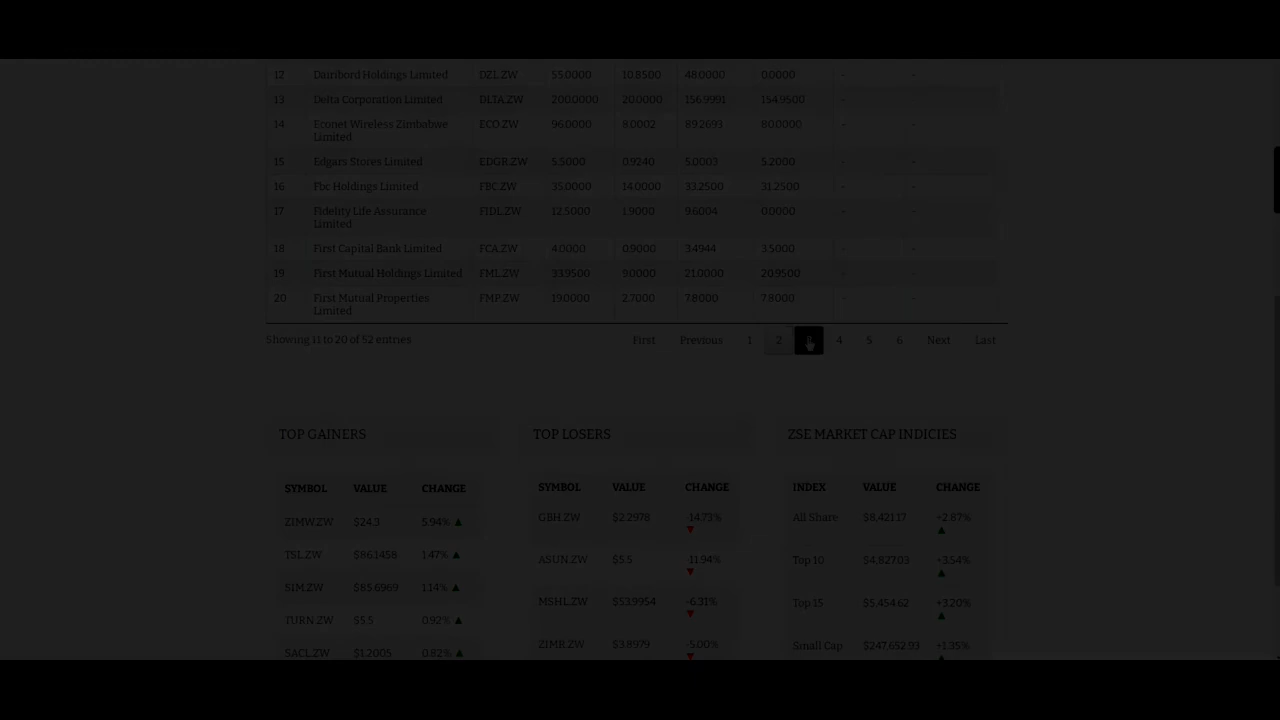 12 Dairibord Holdings Limited DZL.ZW 55.0000 10.8500 48.0000 0.0000 - -
13 Delta Corporation Limited DLTA.ZW 200.0000 20.0000 156.9991 154.9500 -
14 Econet Wireless Zimbabwe ECO.ZW 96.0000 8.0002 89.2693 80.0000 - -
Limited
15 Edgars Stores Limited EDGR.ZW 5.5000 0.9240 5.0003 5.2000 - -
16 Fbc Holdings Limited FBC.ZW 35.0000 14.0000 33.2500 31.2500 - -
17 Fidelity Life Assurance FIDL.ZW 12.5000 1.9000 9.6004 0.0000 - -
Limited
18 First Capital Bank Limited FCA.ZW 4.0000 0.9000 3.4944 3.5000 - -
19 First Mutual Holdings Limited FML.ZW 33.9500 9.0000 21.0000 20.9500 - -
20 First Mutual Properties FMP.ZW 19.0000 2.7000 7.8000 7.8000 - -
Limited
Showing 11 to 20 of 52 entries First Previous 1 2 3 4 5 6 Next Last
TOP GAINERS TOP LOSERS ZSE MARKET CAP INDICIES
SYMBOL VALUE CHANGE SYMBOL VALUE CHANGE INDEX VALUE CHANGE
ZIMW.ZW $24.3 5.94% ▲ GBH.ZW $2.2978 -14.73% ▼ All Share $8,421.17 +2.87% ▲
TSL.ZW $86.1458 1.47% ▲ ASUN.ZW $5.5 -11.94% ▼ Top 10 $4,827.03 +3.54% ▲
SIM.ZW $85.6969 1.14% ▲ MSHL.ZW $53.9954 -6.31% ▼ Top 15 $5,454.62 +3.20% ▲
TURN.ZW $5.5 0.92% ▲ ZIMR.ZW $3.8979 -5.00% ▼ Small Cap $247,652.93 +1.35% ▲
SACL.ZW $1.2005 0.82% ▲